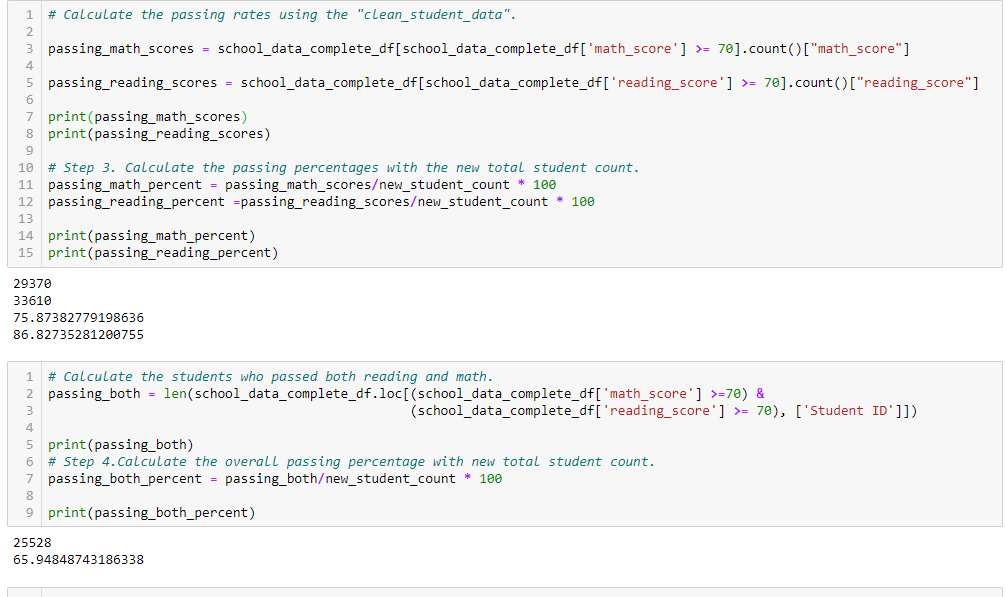 1 # Calculate the passing rates using the "clean_student_data".
2
3 passing_math_scores = school_data_complete_df[school_data_complete_df['math_score'] >= 70].count()["math_score"]
4
5 passing_reading_scores = school_data_complete_df[school_data_complete_df['reading_score'] >= 70].count()["reading_score"]
6
7 print(passing_math_scores)
8 print(passing_reading_scores)
9
10 # Step 3. Calculate the passing percentages with the new total student count.
11 passing_math_percent = passing_math_scores/new_student_count * 100
12 passing_reading_percent =passing_reading_scores/new_student_count * 100
13
14 print(passing_math_percent)
15 print(passing_reading_percent)
29370
33610
75.87382779198636
86.82735281200755
1 # Calculate the students who passed both reading and math.
2 passing_both = len(school_data_complete_df.loc[(school_data_complete_df['math_score'] >=70) &
3 (school_data_complete_df['reading_score'] >= 70), ['Student ID']])
4
5 print(passing_both)
6 # Step 4.Calculate the overall passing percentage with new total student count.
7 passing_both_percent = passing_both/new_student_count * 100
8
9 print(passing_both_percent)
25528
65.94848743186338